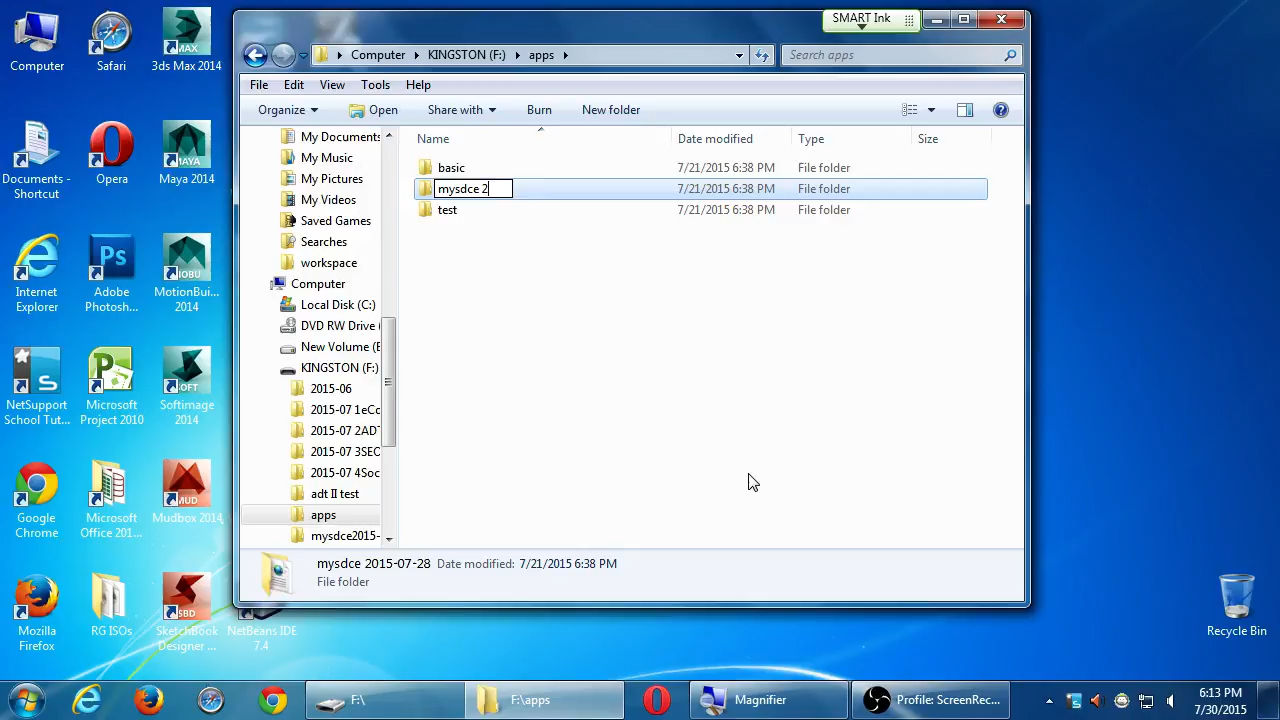 SMART Ink
Computer
KINGSTON (F:)
apps
Search apps
File Edit View Tools Help
Organize Open Share with Burn New folder
Name Date modified Type Size
basic 7/21/2015 6:38 PM File folder
mysdce 2 7/21/2015 6:38 PM File folder
test 7/21/2015 6:38 PM File folder
My Documents
My Music
My Pictures
My Videos
Saved Games
Searches
workspace
Computer
Local Disk (C:)
DVD RW Drive (
New Volume (E
KINGSTON (F:)
2015-06
2015-07 1eCc
2015-07 2ADT
2015-07 3SEC
2015-07 4Soc
adt II test
apps
mysdce2015-
mysdce 2015-07-28 Date modified: 7/21/2015 6:38 PM
File folder
Computer
Safari
3ds Max 2014
MAX
Documents -
Shortcut
Opera
Maya 2014
MAYA
Internet
Explorer
Ps
Adobe
Photosh...
MOBU
MotionBui...
2014
NetSupport
School Tut...
Microsoft
Project 2010
SOFT
Softimage
2014
Google
Chrome
Microsoft
Office 201...
MUD
Mudbox 2014
Mozilla
Firefox
RG ISOs
SBD
SketchBook
Designer ...
NetBeans IDE
7.4
Recycle Bin
F:\
F:\apps
Magnifier
Profile: ScreenRec...
6:13 PM
7/30/2015